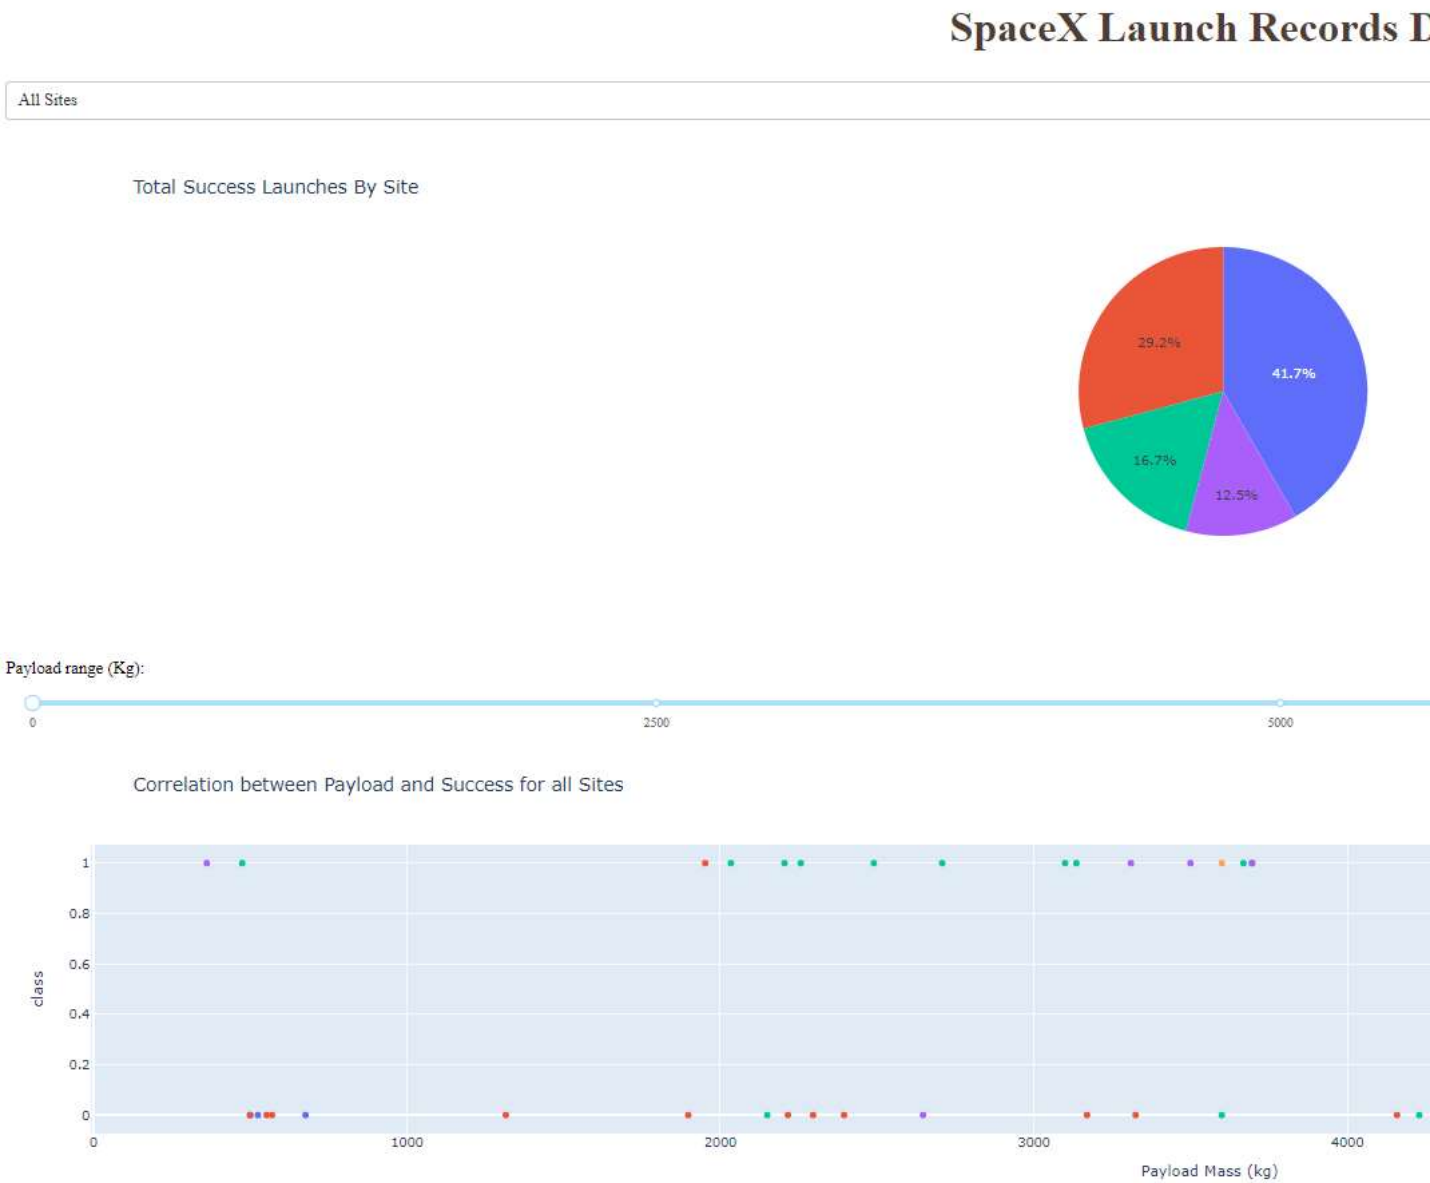 SpaceX Launch Records D
All Sites
Total Success Launches By Site
29.2%
41.7%
16.7%
12.5%
Payload range (Kg):
0 2500 5000
Correlation between Payload and Success for all Sites
1
0.8
0.6
class
0.4
0.2
0
0 1000 2000 3000 4000
Payload Mass (kg)